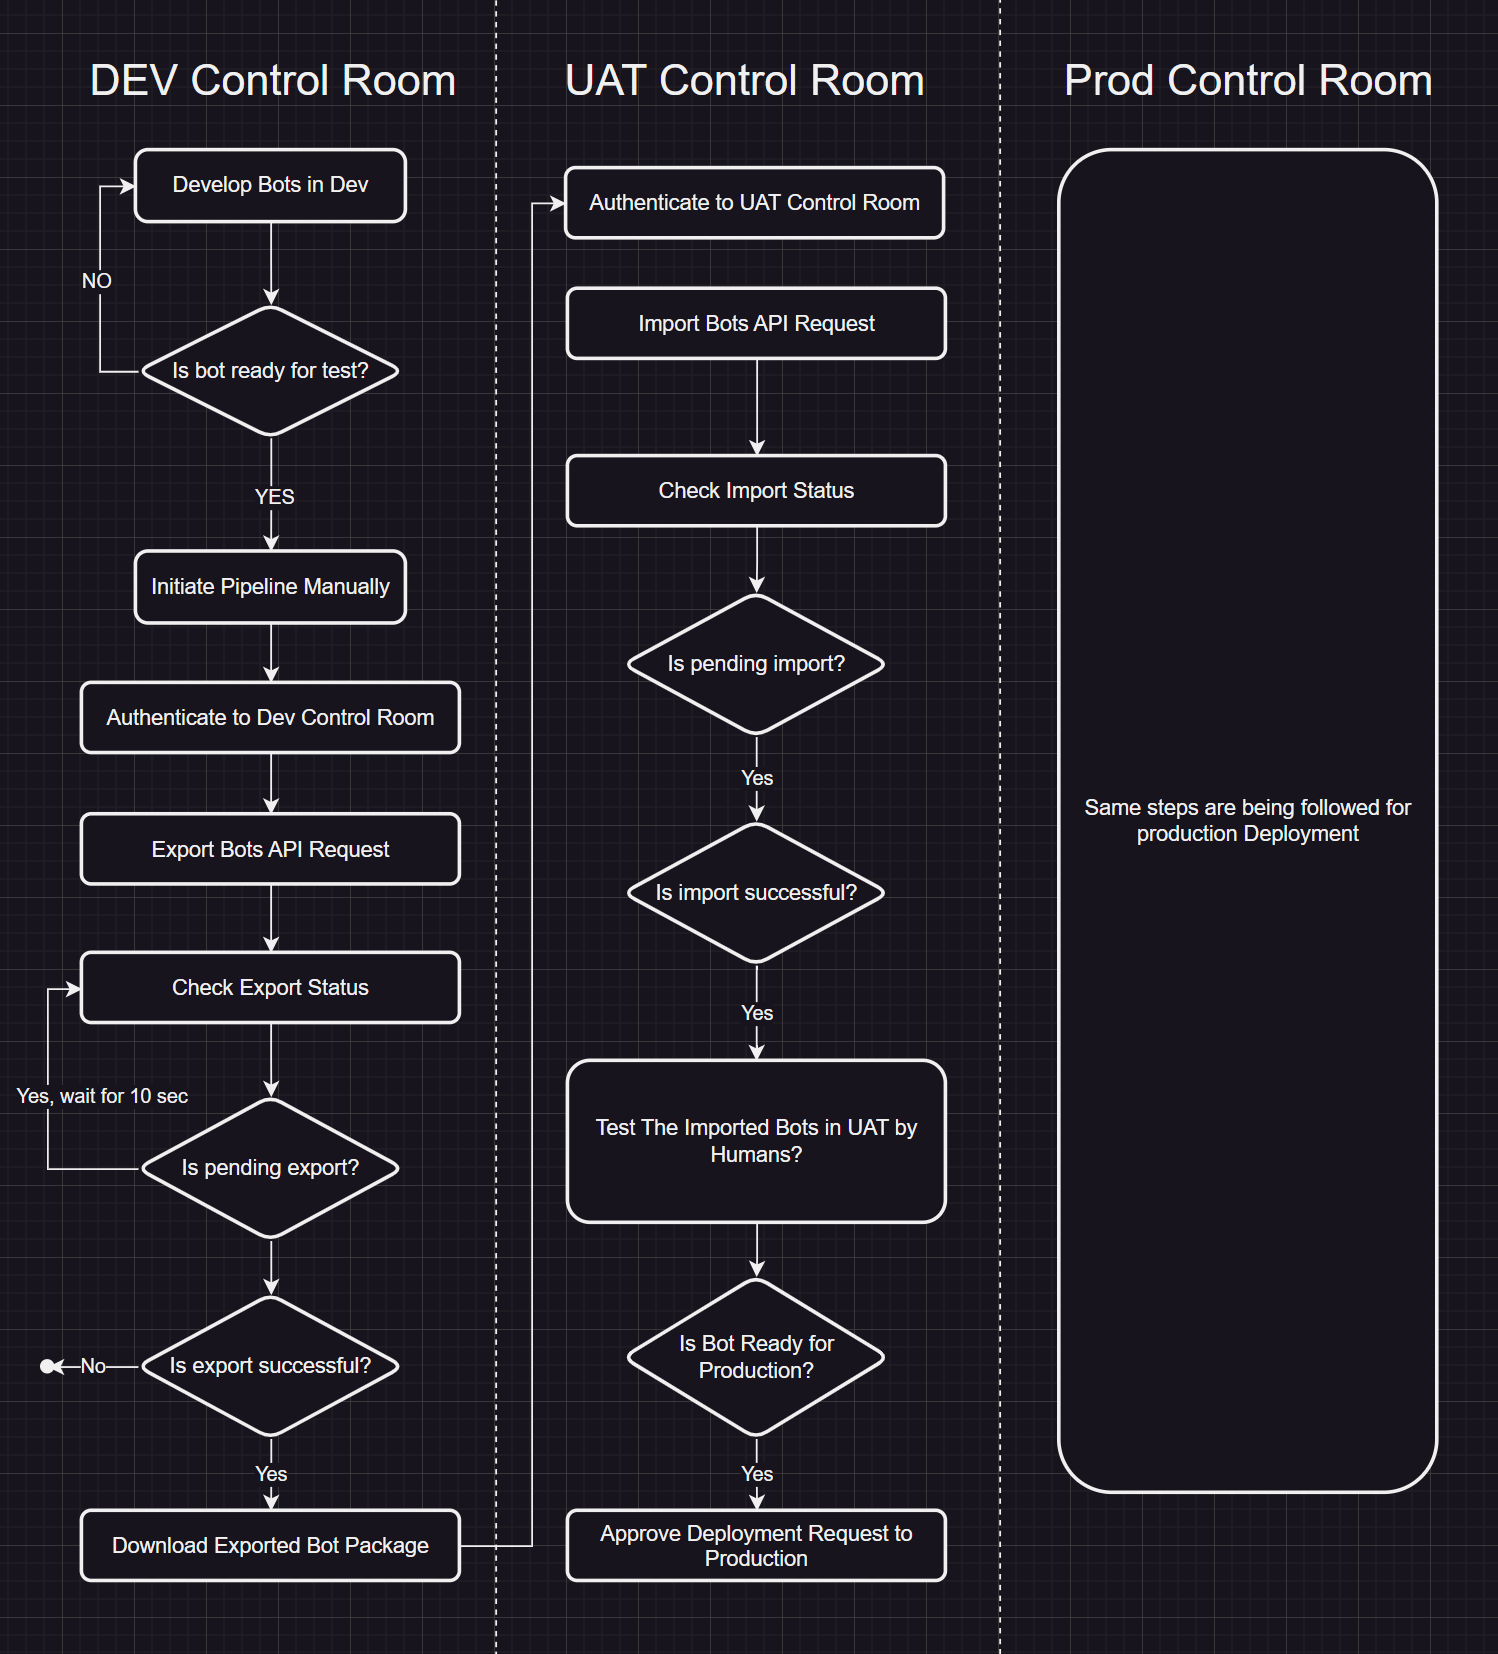 DEV Control Room
Develop Bots in Dev
NO
Is bot ready for test?
YES
Initiate Pipeline Manually
Authenticate to Dev Control Room
Export Bots API Request
Check Export Status
Yes, wait for 10 sec
Is pending export?
Is export successful?
No
Yes
Download Exported Bot Package
UAT Control Room
Authenticate to UAT Control Room
Import Bots API Request
Check Import Status
Is pending import?
Yes
Is import successful?
Yes
Test The Imported Bots in UAT by
Humans?
Is Bot Ready for
Production?
Yes
Approve Deployment Request to
Production
Prod Control Room
Same steps are being followed for
production Deployment